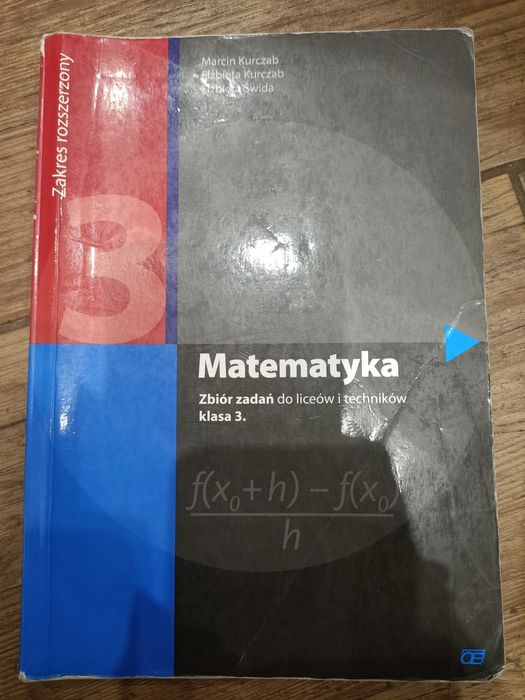 Marcin Kurczab
Elżbieta Kurczab
Elżbieta Świda
Zakres rozszerzony
3
Matematyka
Zbiór zadań do liceów i techników
klasa 3.
f(x₀+h) – f(x₀)
h
OE